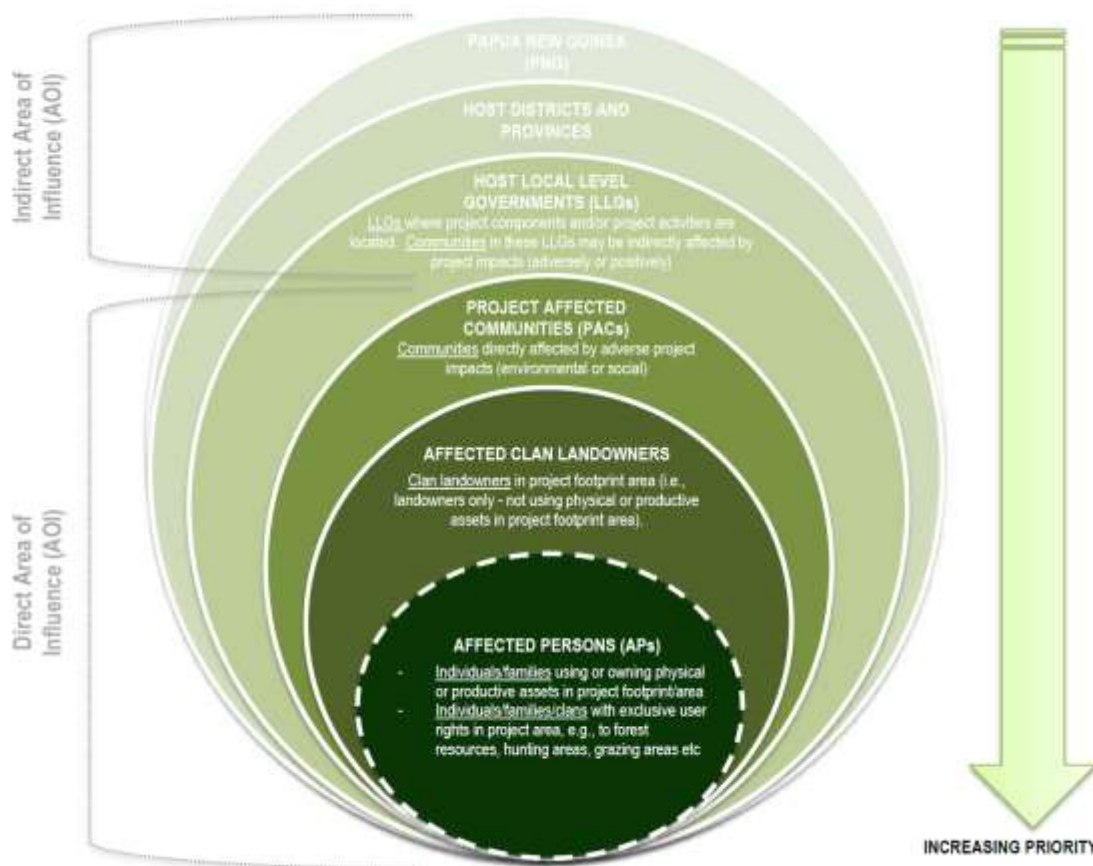 Indirect Area of
Influence (AOI)
PAPUA NEW GUINEA
(PNG)
HOST DISTRICTS AND
PROVINCES
HOST LOCAL LEVEL
GOVERNMENTS (LLGs)
LLGs where project components and/or project activities are
located. Communities in these LLGs may be indirectly affected by
project impacts (adversely or positively)
Direct Area of
Influence (AOI)
PROJECT AFFECTED
COMMUNITIES (PACs)
Communities directly affected by adverse project
impacts (environmental or social)
AFFECTED CLAN LANDOWNERS
Clan landowners in project footprint area (i.e.,
landowners only - not using physical or productive
assets in project footprint area).
AFFECTED PERSONS (APs)
- Individuals/families using or owning physical
or productive assets in project footprint/area
- Individuals/families/clans with exclusive user
rights in project area, e.g., to forest
resources, hunting areas, grazing areas etc
INCREASING PRIORITY